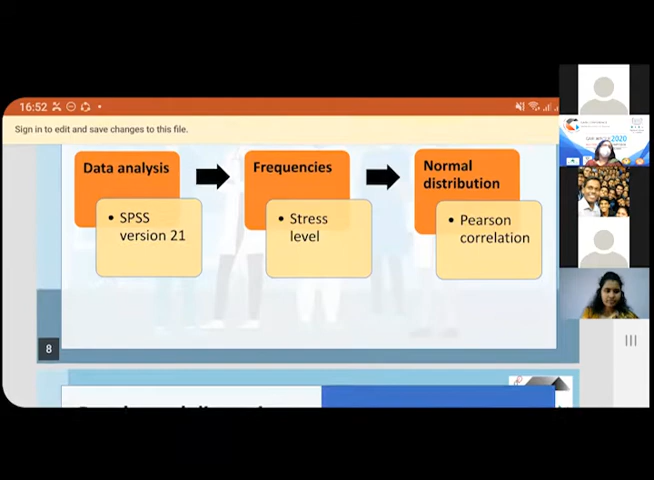 16:52
Sign in to edit and save changes to this file.
Data analysis
• SPSS
version 21
Frequencies
• Stress
level
Normal
distribution
• Pearson
correlation
8
2020